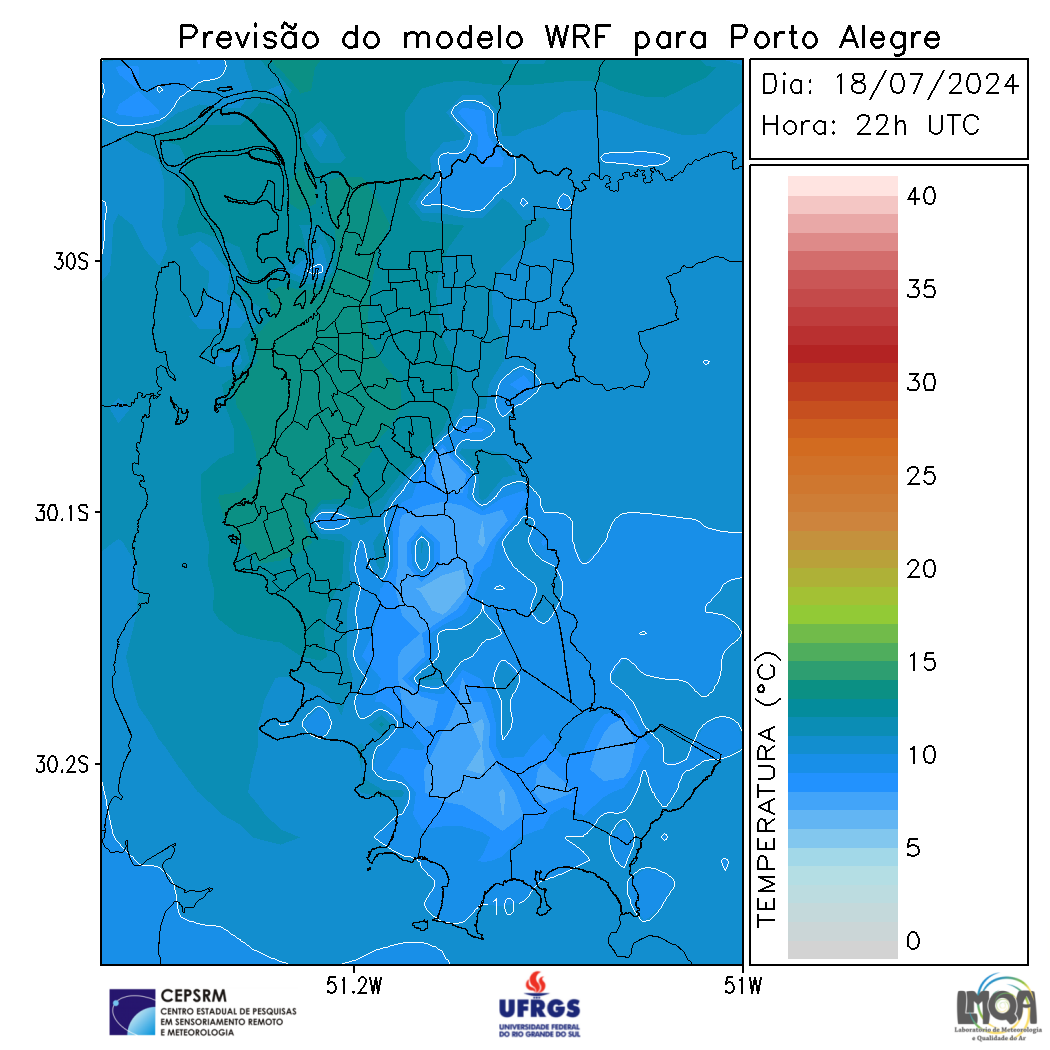 Previsão do modelo WRF para Porto Alegre
Dia: 18/07/2024
Hora: 22h UTC
40
35
30
25
20
15
10
5
0
TEMPERATURA (°C)
30S
30.1S
30.2S
51.2W
51W
10
CEPSRM
CENTRO ESTADUAL DE PESQUISAS
EM SENSORIAMENTO REMOTO
E METEOROLOGIA
UFRGS
UNIVERSIDADE FEDERAL
DO RIO GRANDE DO SUL
LMQA
Laboratório de Meteorologia
e Qualidade do Ar